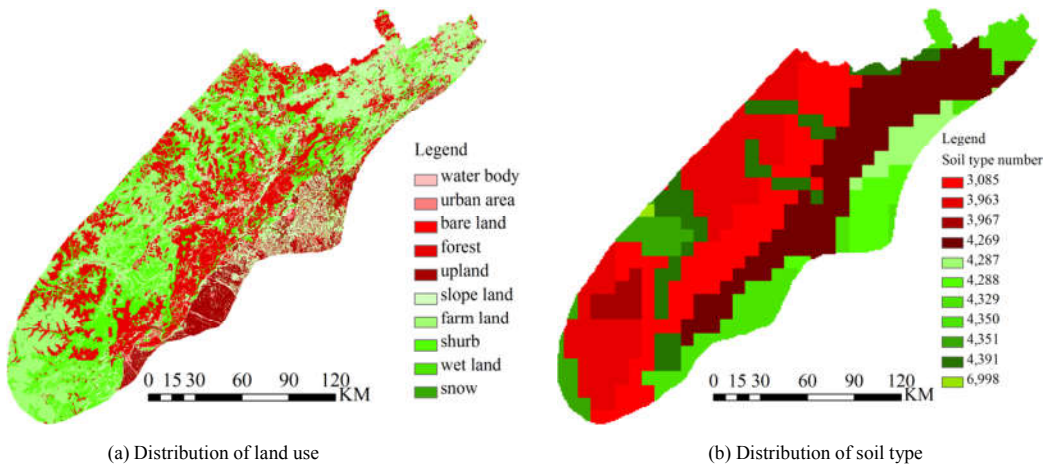 Legend
water body
urban area
bare land
forest
upland
slope land
farm land
shurb
wet land
snow
0 15 30 60 90 120
KM
(a) Distribution of land use
Legend
Soil type number
3,085
3,963
3,967
4,269
4,287
4,288
4,329
4,350
4,351
4,391
6,998
0 15 30 60 90 120
KM
(b) Distribution of soil type